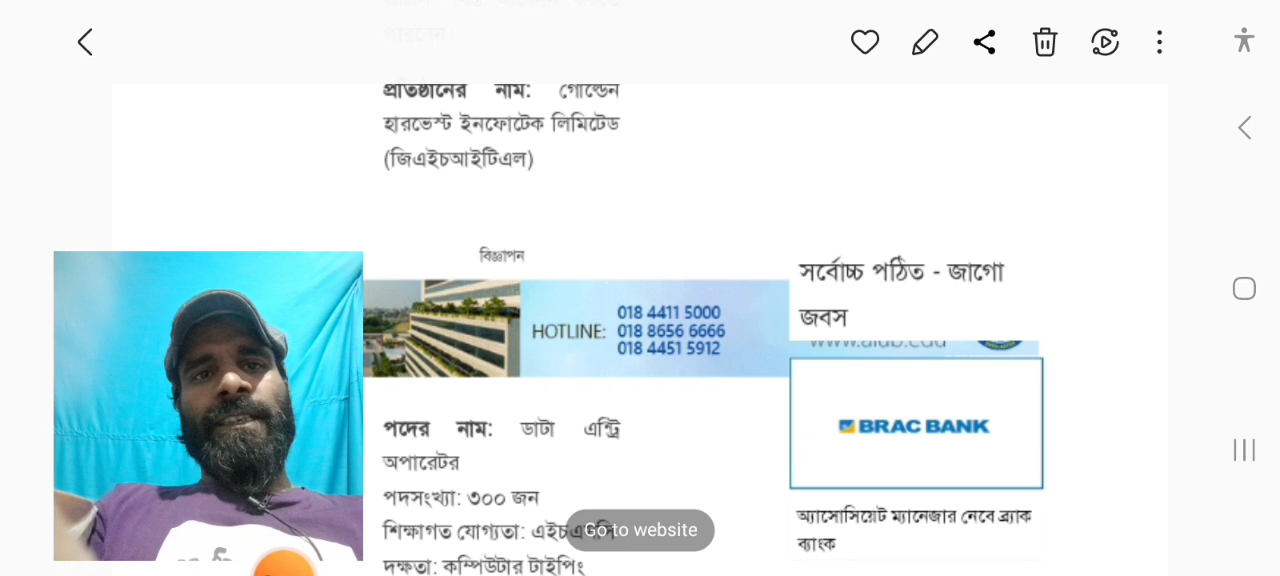 প্রতিষ্ঠানের নাম: গোল্ডেন
হারভেস্ট ইনফোটেক লিমিটেড
(জিএইচআইটিএল)
বিজ্ঞাপন
HOTLINE:
018 4411 5000
018 8656 6666
018 4451 5912
পদের নাম: ডাটা এন্ট্রি
অপারেটর
পদসংখ্যা: ৩০০ জন
শিক্ষাগত যোগ্যতা: এইচএসসি
দক্ষতা: কম্পিউটার টাইপিং
Go to website
সর্বোচ্চ পঠিত - জাগো
জবস
BRAC BANK
অ্যাসোসিয়েট ম্যানেজার নেবে ব্র্যাক
ব্যাংক